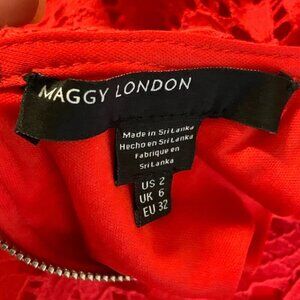 MAGGY LONDON
Made in Sri Lanka
Hecho en Sri Lanka
Fabrique en
Sri Lanka
US 2
UK 6
EU 32